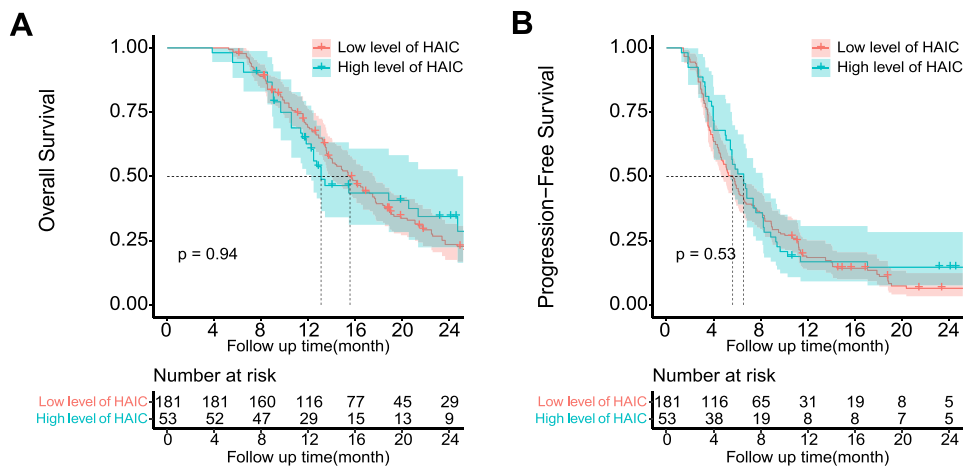 A
Overall Survival
1.00
0.75
0.50
0.25
0.00
Low level of HAIC
High level of HAIC
p = 0.94
0 4 8 12 16 20 24
Follow up time(month)
Number at risk
Low level of HAIC 181 181 160 116 77 45 29
High level of HAIC 53 52 47 29 15 13 9
0 4 8 12 16 20 24
Follow up time(month)
B
Progression-Free Survival
1.00
0.75
0.50
0.25
0.00
Low level of HAIC
High level of HAIC
p = 0.53
0 4 8 12 16 20 24
Follow up time(month)
Number at risk
Low level of HAIC 181 116 65 31 19 8 5
High level of HAIC 53 38 19 8 8 7 5
0 4 8 12 16 20 24
Follow up time(month)